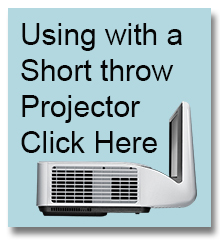 Using with a
Short throw
Projector
Click Here